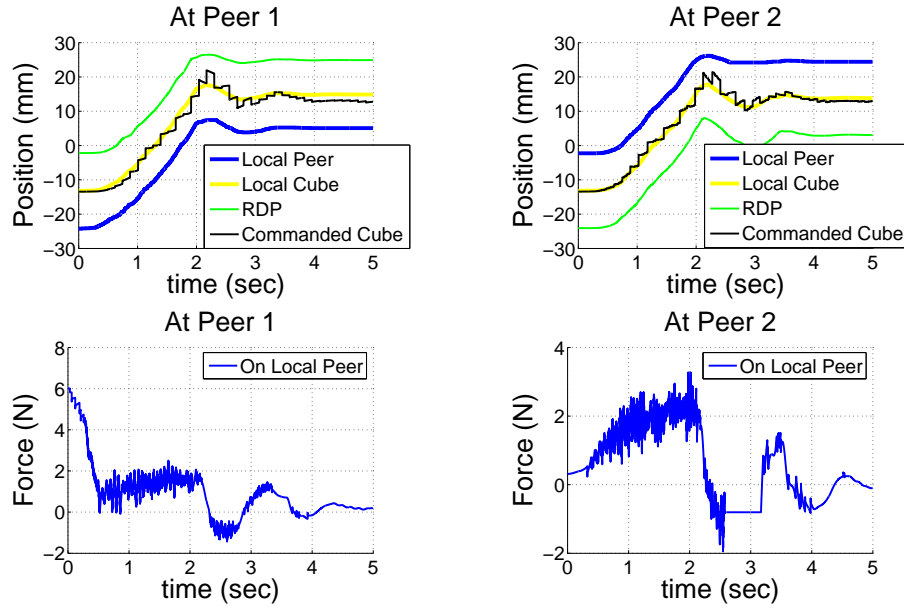 At Peer 1
Position (mm)
30
20
10
0
−10
−20
−30
0 1 2 3 4 5
time (sec)
Local Peer
Local Cube
RDP
Commanded Cube
At Peer 2
Position (mm)
30
20
10
0
−10
−20
−30
0 1 2 3 4 5
time (sec)
Local Peer
Local Cube
RDP
Commanded Cube
At Peer 1
Force (N)
8
6
4
2
0
−2
0 1 2 3 4 5
time (sec)
On Local Peer
At Peer 2
Force (N)
4
2
0
−2
0 1 2 3 4 5
time (sec)
On Local Peer